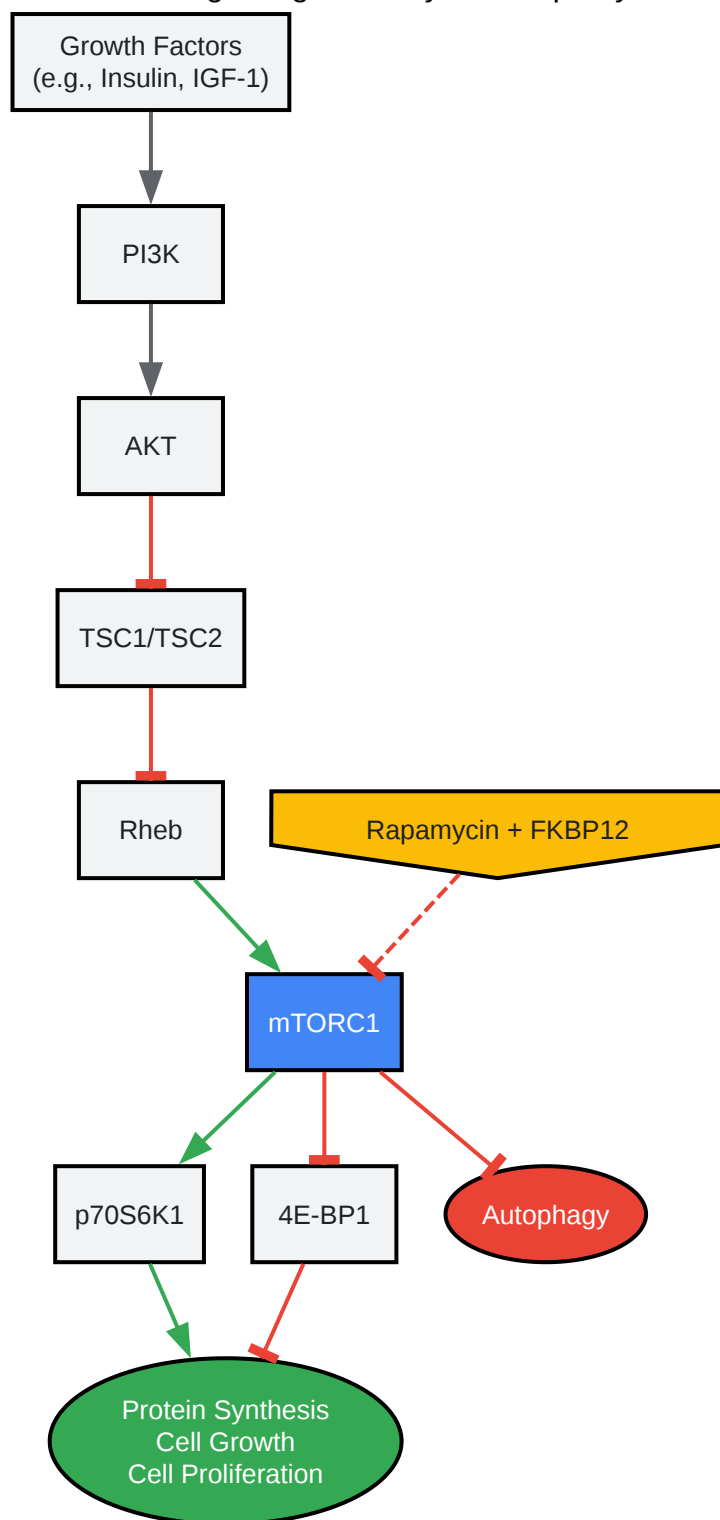 Growth Factors
(e.g., Insulin, IGF-1)
PI3K
AKT
TSC1/TSC2
Rheb
Rapamycin + FKBP12
mTORC1
p70S6K1
4E-BP1
Autophagy
Protein Synthesis
Cell Growth
Cell Proliferation